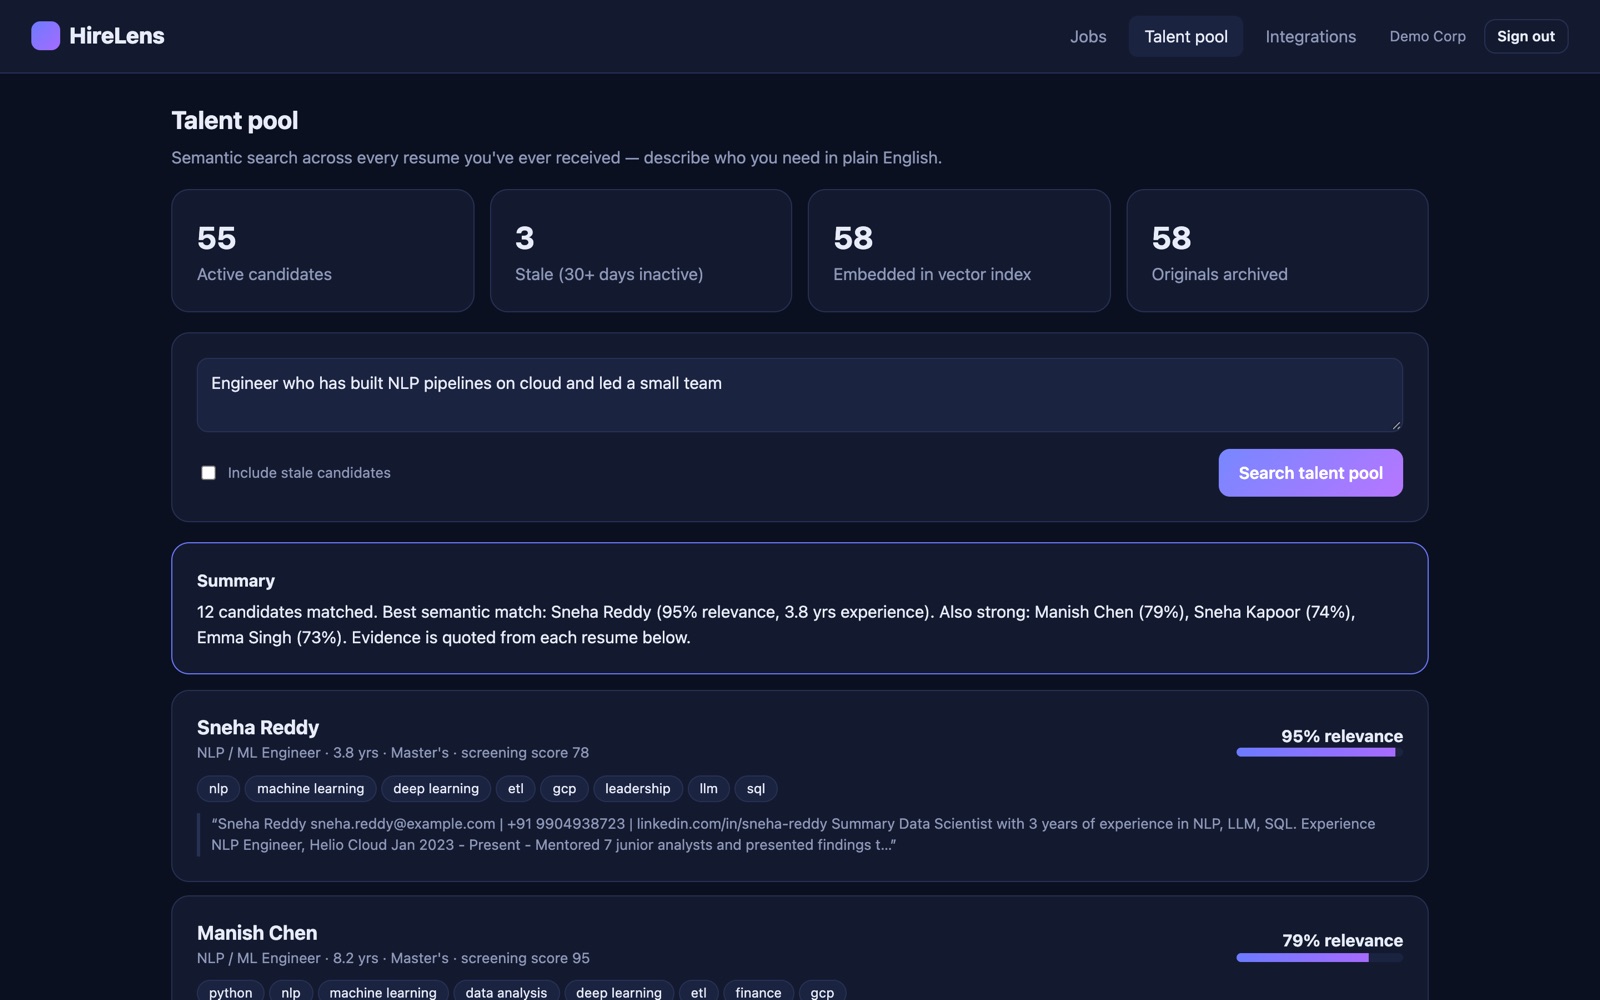 HireLens
Jobs
Talent pool
Integrations
Demo Corp
Sign out
Talent pool
Semantic search across every resume you've ever received — describe who you need in plain English.
55
Active candidates
3
Stale (30+ days inactive)
58
Embedded in vector index
58
Originals archived
Engineer who has built NLP pipelines on cloud and led a small team
Include stale candidates
Search talent pool
Summary
12 candidates matched. Best semantic match: Sneha Reddy (95% relevance, 3.8 yrs experience). Also strong: Manish Chen (79%), Sneha Kapoor (74%),
Emma Singh (73%). Evidence is quoted from each resume below.
Sneha Reddy
95% relevance
NLP / ML Engineer · 3.8 yrs · Master's · screening score 78
nlp
machine learning
deep learning
etl
gcp
leadership
llm
sql
“Sneha Reddy sneha.reddy@example.com | +91 9904938723 | linkedin.com/in/sneha-reddy Summary Data Scientist with 3 years of experience in NLP, LLM, SQL. Experience
NLP Engineer, Helio Cloud Jan 2023 - Present - Mentored 7 junior analysts and presented findings t…”
Manish Chen
79% relevance
NLP / ML Engineer · 8.2 yrs · Master's · screening score 95
python
nlp
machine learning
data analysis
deep learning
etl
finance
gcp